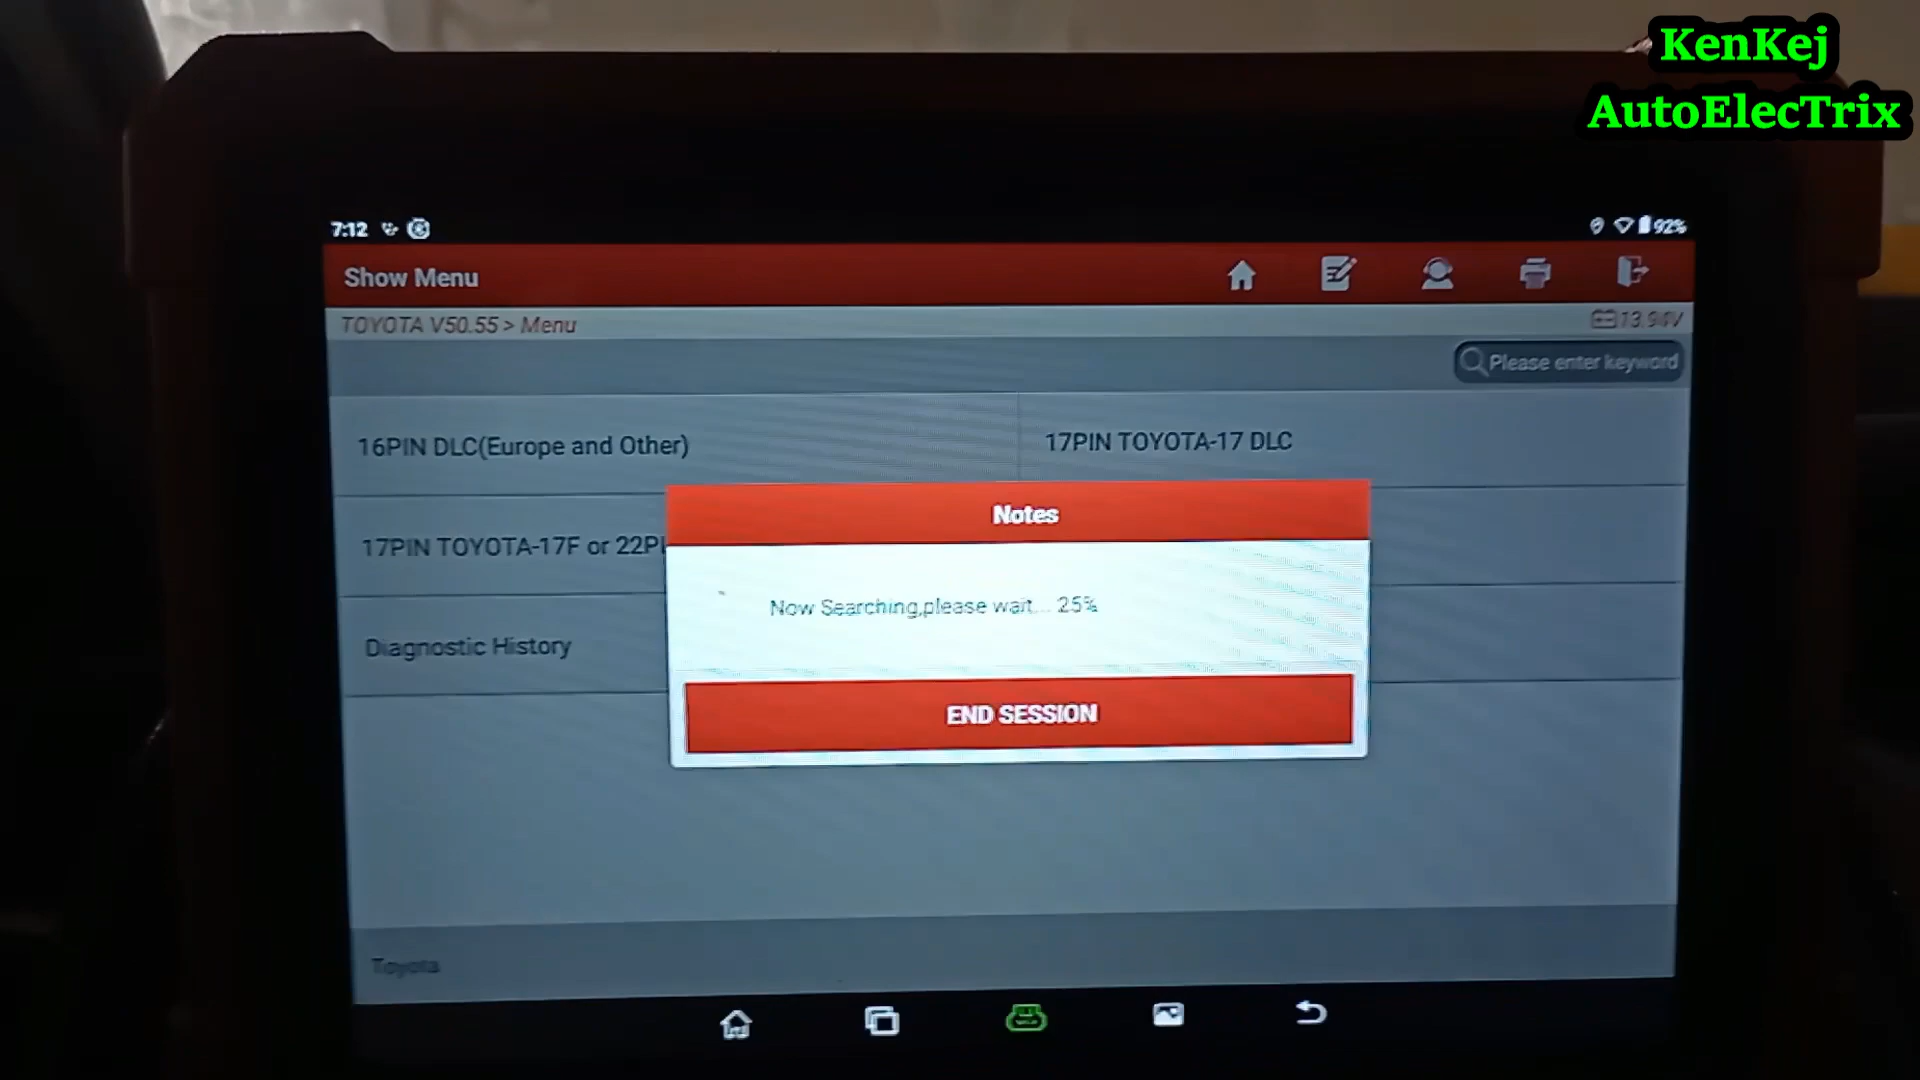 KenKej
AutoElecTrix
7:12
92%
Show Menu
TOYOTA V50.55 > Menu
13.94V
Please enter keyword
16PIN DLC(Europe and Other)
17PIN TOYOTA-17 DLC
17PIN TOYOTA-17F or 22PI
Notes
Now Searching,please wait... 25%
Diagnostic History
END SESSION
Toyota